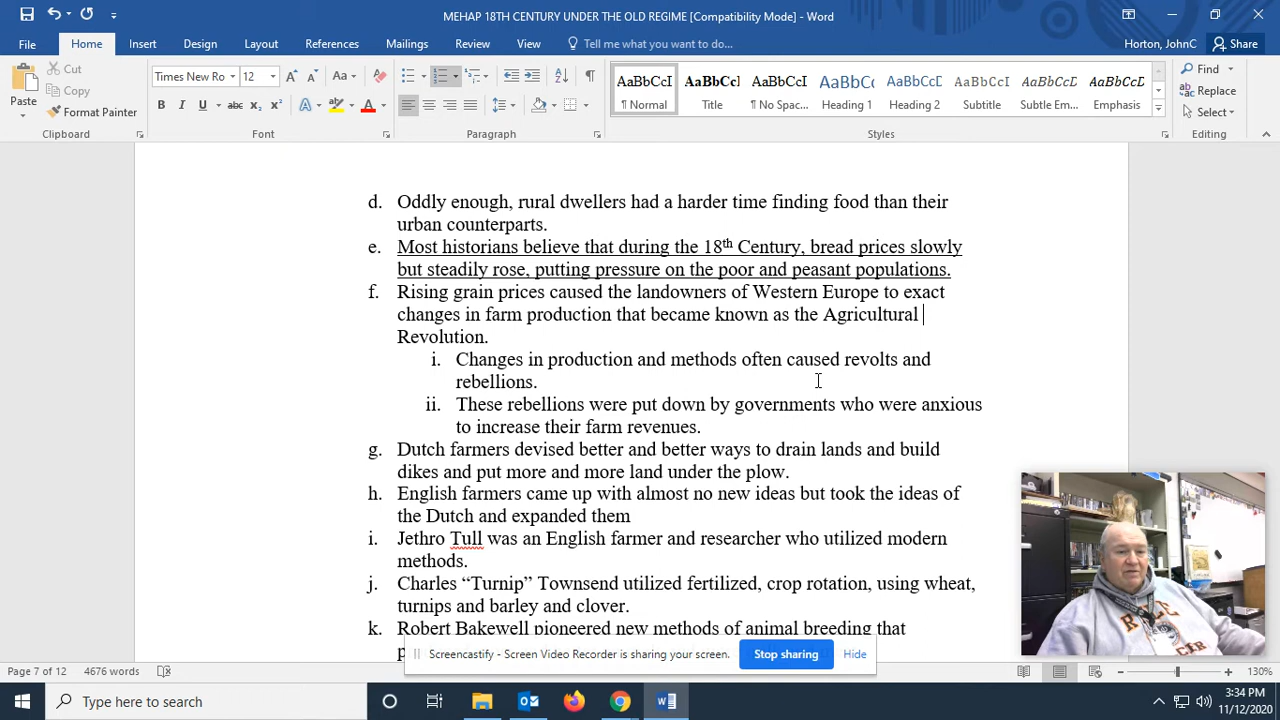 MEHAP 18TH CENTURY UNDER THE OLD REGIME [Compatibility Mode] - Word
File Home Insert Design Layout References Mailings Review View Tell me what you want to do... Horton, JohnC Share
Paste Cut Copy Format Painter
Times New Ro 12
AaBbCcI AaBbCcI AaBbCcI AaBbC AaBbCcI AaBbCcI AaBbCcI AaBbCcI
¶ Normal Title ¶ No Spac... Heading 1 Heading 2 Subtitle Subtle Em... Emphasis
Find Replace Select
Clipboard Font Paragraph Styles Editing
d. Oddly enough, rural dwellers had a harder time finding food than their
urban counterparts.
e. Most historians believe that during the 18th Century, bread prices slowly
but steadily rose, putting pressure on the poor and peasant populations.
f. Rising grain prices caused the landowners of Western Europe to exact
changes in farm production that became known as the Agricultural
Revolution.
i. Changes in production and methods often caused revolts and
rebellions.
ii. These rebellions were put down by governments who were anxious
to increase their farm revenues.
g. Dutch farmers devised better and better ways to drain lands and build
dikes and put more and more land under the plow.
h. English farmers came up with almost no new ideas but took the ideas of
the Dutch and expanded them
i. Jethro Tull was an English farmer and researcher who utilized modern
methods.
j. Charles “Turnip” Townsend utilized fertilized, crop rotation, using wheat,
turnips and barley and clover.
k. Robert Bakewell pioneered new methods of animal breeding that
Screencastify - Screen Video Recorder is sharing your screen. Stop sharing Hide
Page 7 of 12 4676 words 130%
Type here to search
3:34 PM
11/12/2020